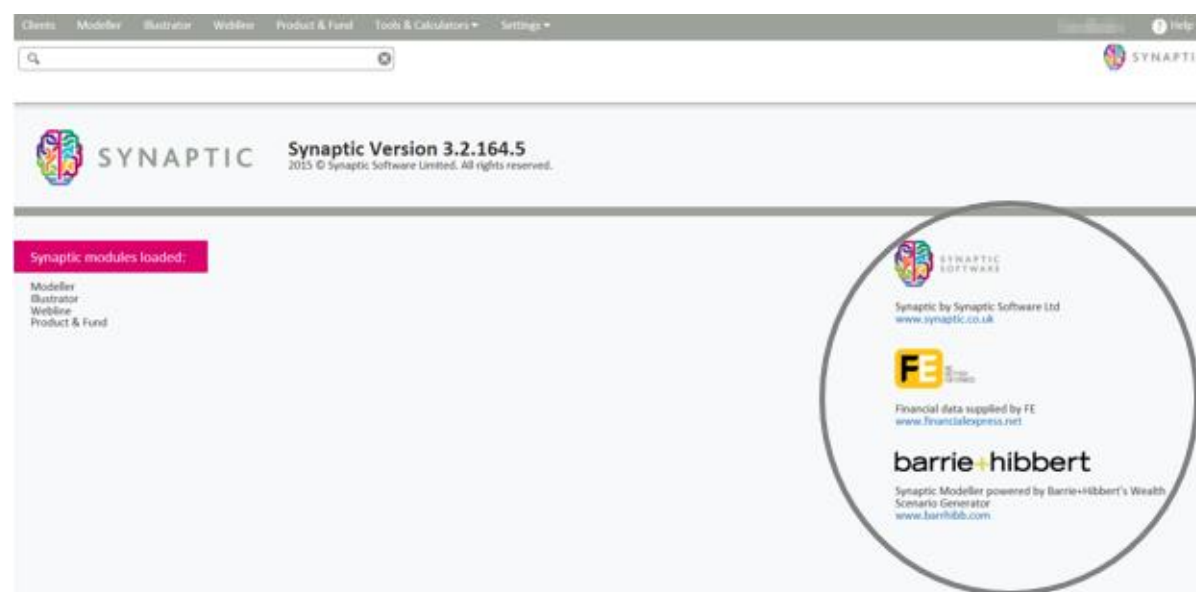 Clients Modeller Illustrator Webline Product & Fund Tools & Calculators Settings
? Help
SYNAPTI
SYNAPTIC
Synaptic Version 3.2.164.5
2015 © Synaptic Software Limited. All rights reserved.
Synaptic modules loaded:
Modeller
Illustrator
Webline
Product & Fund
SYNAPTIC
SOFTWARE
Synaptic by Synaptic Software Ltd
www.synaptic.co.uk
FE
Financial data supplied by FE
www.financialexpress.net
barrie+hibbert
Synaptic Modeller powered by Barrie+Hibbert's Wealth
Scenario Generator
www.barrhibb.com